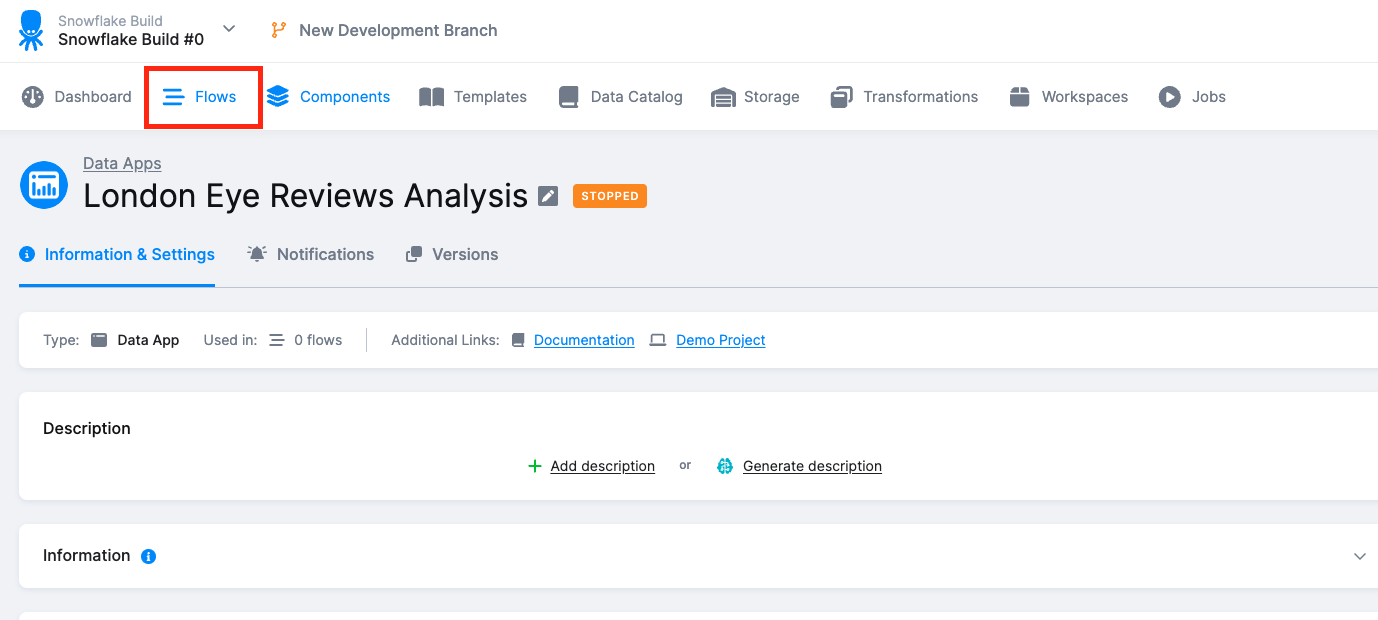 Snowflake Build
Snowflake Build #0
New Development Branch
Dashboard Flows Components Templates Data Catalog Storage Transformations Workspaces Jobs
Data Apps
London Eye Reviews Analysis STOPPED
Information & Settings Notifications Versions
Type: Data App Used in: 0 flows Additional Links: Documentation Demo Project
Description
Add description or Generate description
Information